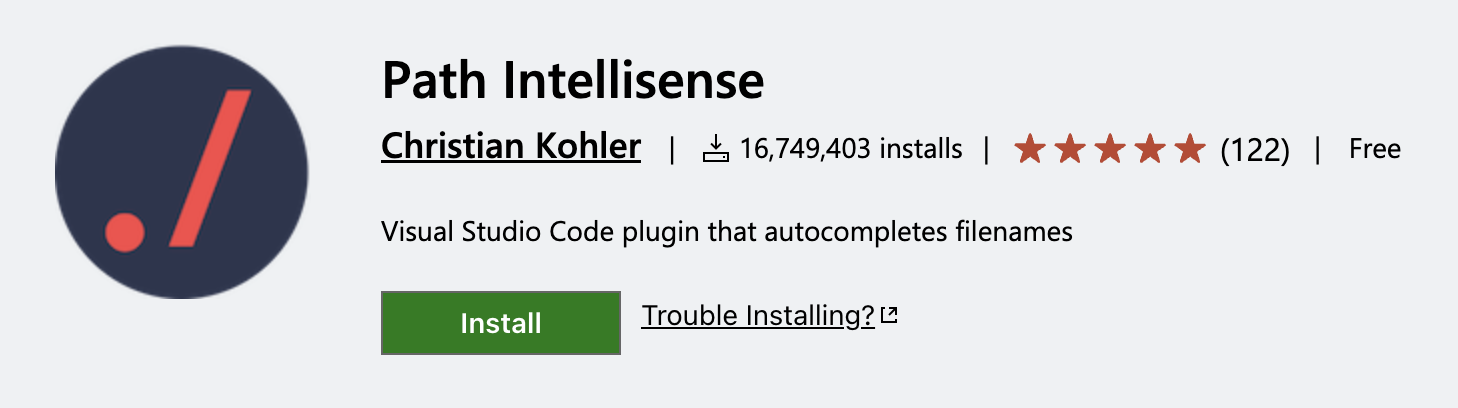 ./
Path Intellisense
Christian Kohler | 16,749,403 installs | (122) | Free
Visual Studio Code plugin that autocompletes filenames
Install Trouble Installing?